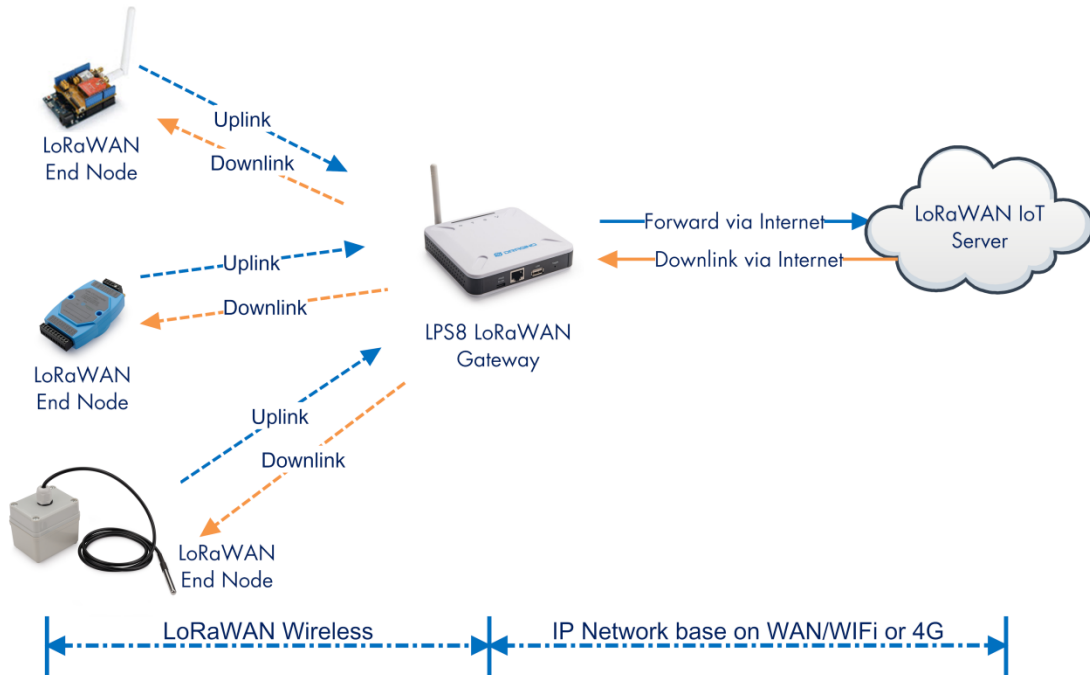 LoRaWAN
End Node
Uplink
Downlink
LoRaWAN
End Node
Uplink
Downlink
LoRaWAN
End Node
Uplink
Downlink
DRAGINO
LPS8 LoRaWAN
Gateway
Forward via Internet
Downlink via Internet
LoRaWAN IoT
Server
LoRaWAN Wireless
IP Network base on WAN/WIFi or 4G